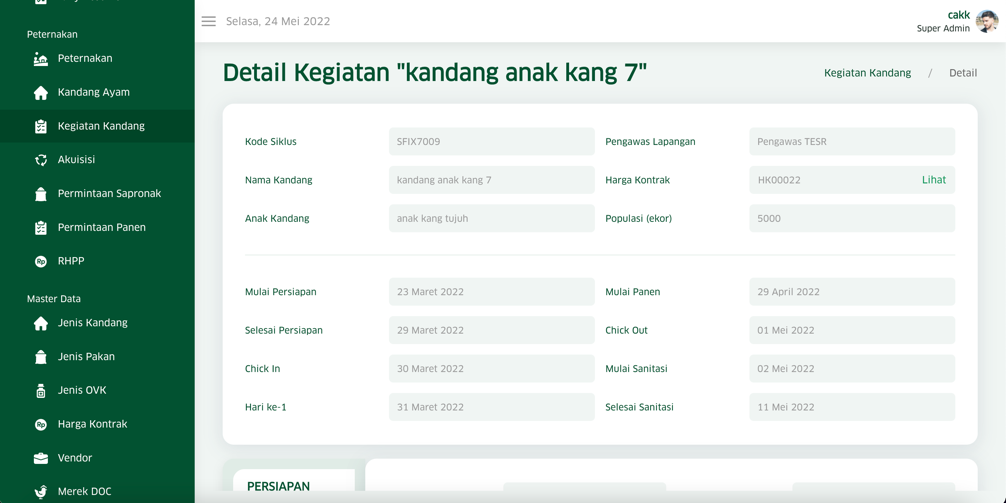 Selasa, 24 Mei 2022
cakk
Super Admin
Peternakan
Peternakan
Kandang Ayam
Kegiatan Kandang
Akuisisi
Permintaan Sapronak
Permintaan Panen
RHPP
Master Data
Jenis Kandang
Jenis Pakan
Jenis OVK
Harga Kontrak
Vendor
Merek DOC
Detail Kegiatan "kandang anak kang 7"
Kegiatan Kandang / Detail
Kode Siklus SFIX7009 Pengawas Lapangan Pengawas TESR
Nama Kandang kandang anak kang 7 Harga Kontrak HK00022 Lihat
Anak Kandang anak kang tujuh Populasi (ekor) 5000
Mulai Persiapan 23 Maret 2022 Mulai Panen 29 April 2022
Selesai Persiapan 29 Maret 2022 Chick Out 01 Mei 2022
Chick In 30 Maret 2022 Mulai Sanitasi 02 Mei 2022
Hari ke-1 31 Maret 2022 Selesai Sanitasi 11 Mei 2022
PERSIAPAN